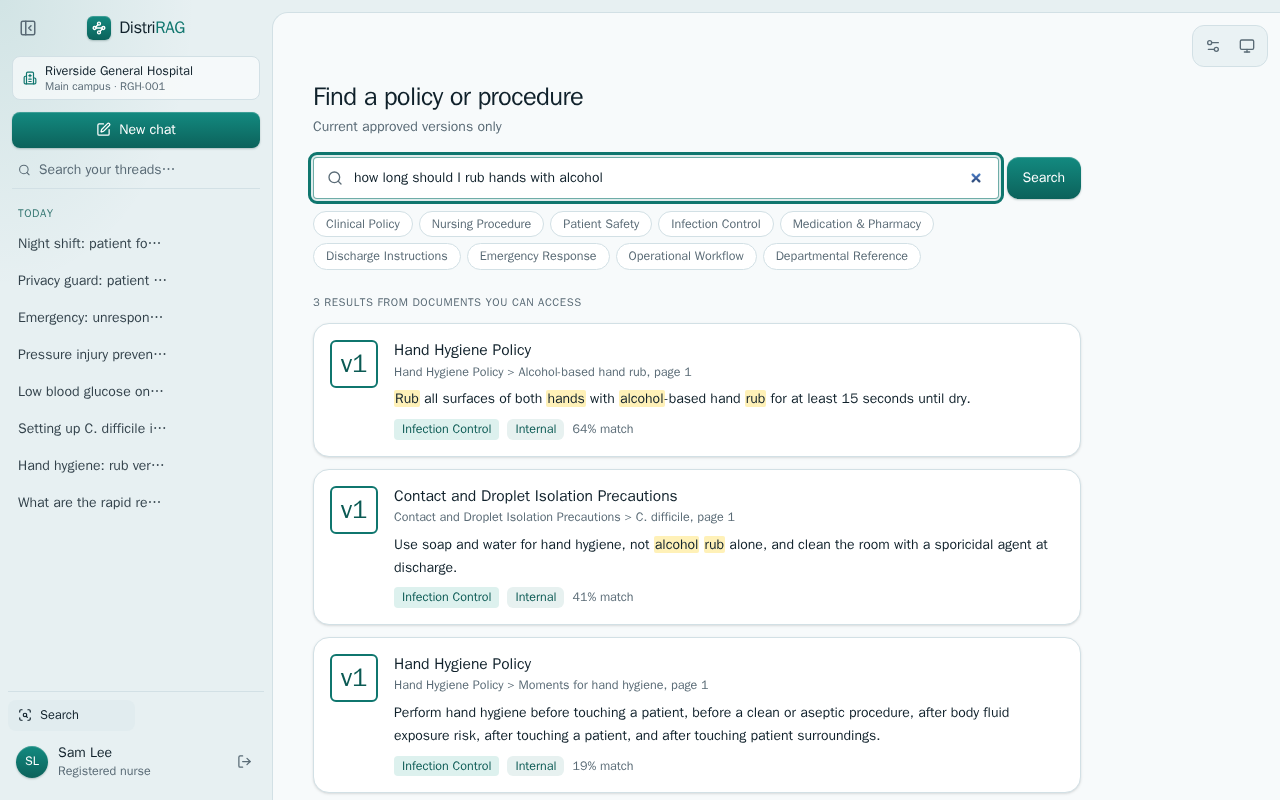 DistriRAG
Riverside General Hospital
Main campus · RGH-001
New chat
Search your threads···
TODAY
Night shift: patient fo···
Privacy guard: patient ···
Emergency: unrespon···
Pressure injury preven···
Low blood glucose on···
Setting up C. difficile i···
Hand hygiene: rub ver···
What are the rapid re···
Search
SL
Sam Lee
Registered nurse
Find a policy or procedure
Current approved versions only
how long should I rub hands with alcohol
Search
Clinical Policy Nursing Procedure Patient Safety Infection Control Medication & Pharmacy
Discharge Instructions Emergency Response Operational Workflow Departmental Reference
3 RESULTS FROM DOCUMENTS YOU CAN ACCESS
v1
Hand Hygiene Policy
Hand Hygiene Policy > Alcohol-based hand rub, page 1
Rub all surfaces of both hands with alcohol-based hand rub for at least 15 seconds until dry.
Infection Control Internal 64% match
v1
Contact and Droplet Isolation Precautions
Contact and Droplet Isolation Precautions > C. difficile, page 1
Use soap and water for hand hygiene, not alcohol rub alone, and clean the room with a sporicidal agent at
discharge.
Infection Control Internal 41% match
v1
Hand Hygiene Policy
Hand Hygiene Policy > Moments for hand hygiene, page 1
Perform hand hygiene before touching a patient, before a clean or aseptic procedure, after body fluid
exposure risk, after touching a patient, and after touching patient surroundings.
Infection Control Internal 19% match